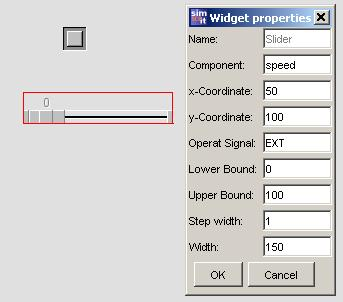 sim it Widget properties
Name: Slider
Component: speed
0
x-Coordinate: 50
y-Coordinate: 100
Operat Signal: EXT
Lower Bound: 0
Upper Bound: 100
Step width: 1
Width: 150
OK Cancel